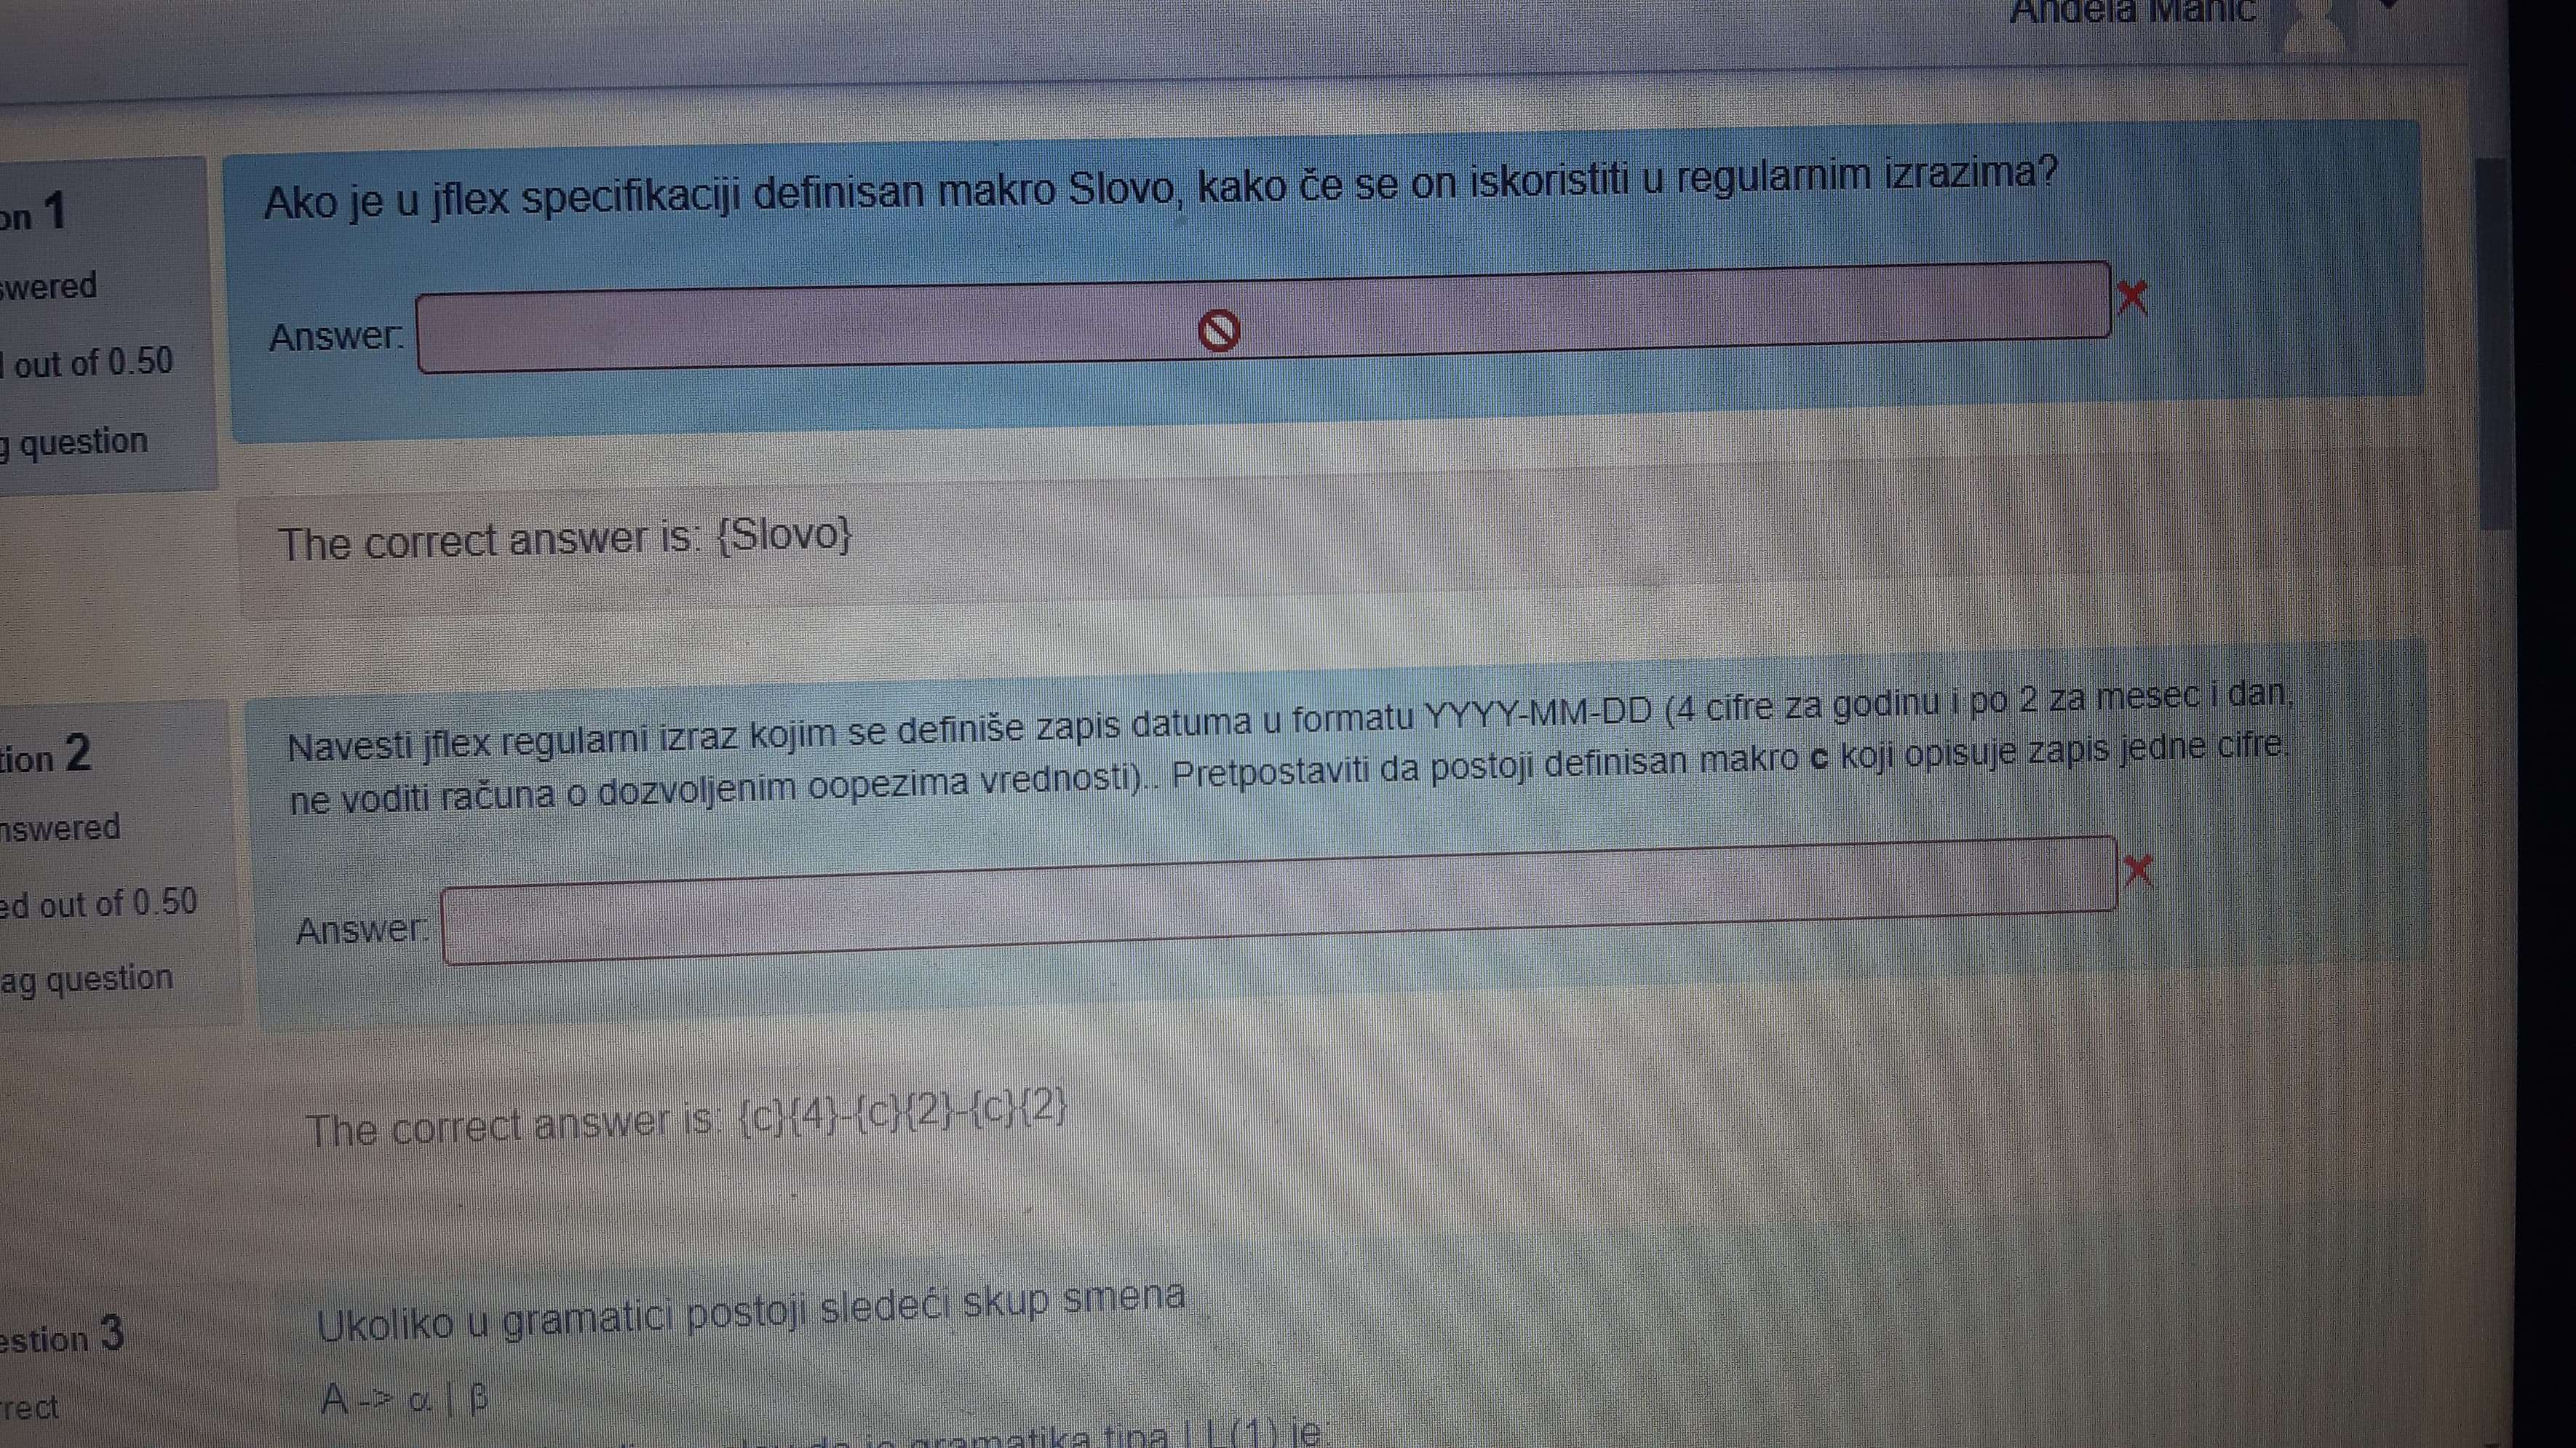 Anđela Manić
on 1
swered
out of 0.50
g question
Ako je u jflex specifikaciji definisan makro Slovo, kako če se on iskoristiti u regularnim izrazima?
Answer:
The correct answer is: {Slovo}
tion 2
nswered
ed out of 0.50
ag question
Navesti jflex regularni izraz kojim se definiše zapis datuma u formatu YYYY-MM-DD (4 cifre za godinu i po 2 za mesec i dan,
ne voditi računa o dozvoljenim oopezima vrednosti).. Pretpostaviti da postoji definisan makro c koji opisuje zapis jedne cifre.
Answer:
The correct answer is: {c}{4}-{c}{2}-{c}{2}
estion 3
rrect
Ukoliko u gramatici postoji sledeći skup smena
A -> α | β
gramatika tipa LL(1) je: